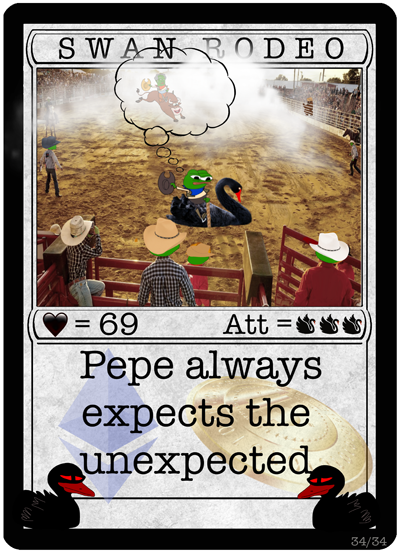 SWAN RODEO
= 69
Att =
Pepe always
expects the
unexpected
34/34